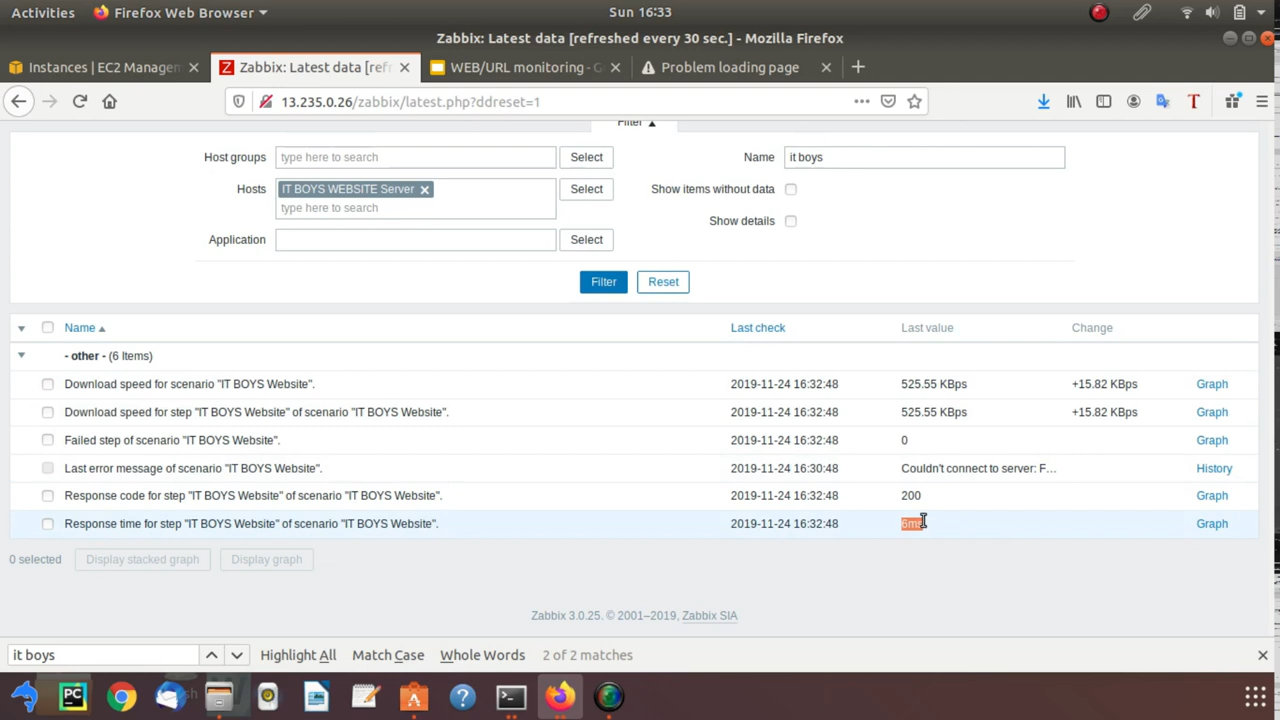 Activities Firefox Web Browser Sun 16:33
Zabbix: Latest data [refreshed every 30 sec.] - Mozilla Firefox
Instances | EC2 Manager Zabbix: Latest data [refr WEB/URL monitoring - G Problem loading page
13.235.0.26/zabbix/latest.php?ddreset=1
Filter
Host groups type here to search Select Name it boys
Hosts IT BOYS WEBSITE Server Select Show items without data
type here to search
Show details
Application Select
Filter Reset
Name Last check Last value Change
- other - (6 Items)
Download speed for scenario "IT BOYS Website". 2019-11-24 16:32:48 525.55 KBps +15.82 KBps Graph
Download speed for step "IT BOYS Website" of scenario "IT BOYS Website". 2019-11-24 16:32:48 525.55 KBps +15.82 KBps Graph
Failed step of scenario "IT BOYS Website". 2019-11-24 16:32:48 0 Graph
Last error message of scenario "IT BOYS Website". 2019-11-24 16:30:48 Couldn't connect to server: F... History
Response code for step "IT BOYS Website" of scenario "IT BOYS Website". 2019-11-24 16:32:48 200 Graph
Response time for step "IT BOYS Website" of scenario "IT BOYS Website". 2019-11-24 16:32:48 6ms Graph
0 selected Display stacked graph Display graph
Zabbix 3.0.25. © 2001–2019, Zabbix SIA
it boys Highlight All Match Case Whole Words 2 of 2 matches
PC